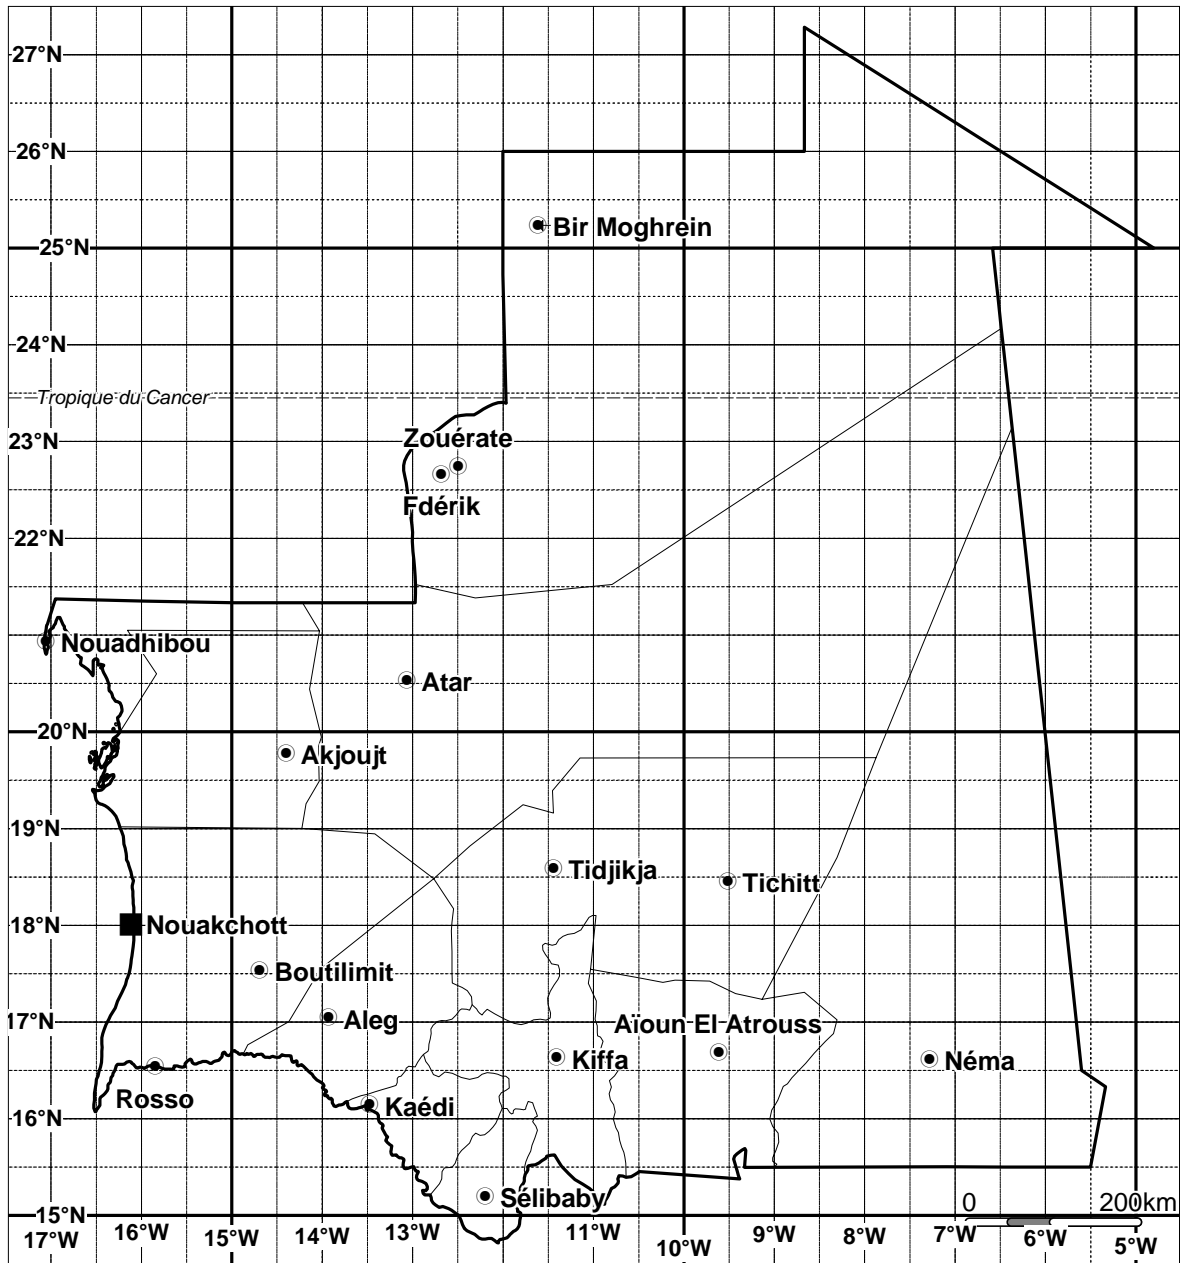 27°N
26°N
Bir Moghrein
25°N
24°N
Tropique du Cancer
23°N
Zouérate
Fdérik
22°N
Nouadhibou
Atar
20°N
Akjoujt
19°N
Tidjikja
Tichitt
18°N
Nouakchott
Boutilimit
17°N
Aleg
Aïoun El Atrouss
Kiffa
Néma
Rosso
16°N
Kaédi
Sélibaby
0 200km
15°N
17°W 16°W 15°W 14°W 13°W 12°W 11°W 10°W 9°W 8°W 7°W 6°W 5°W